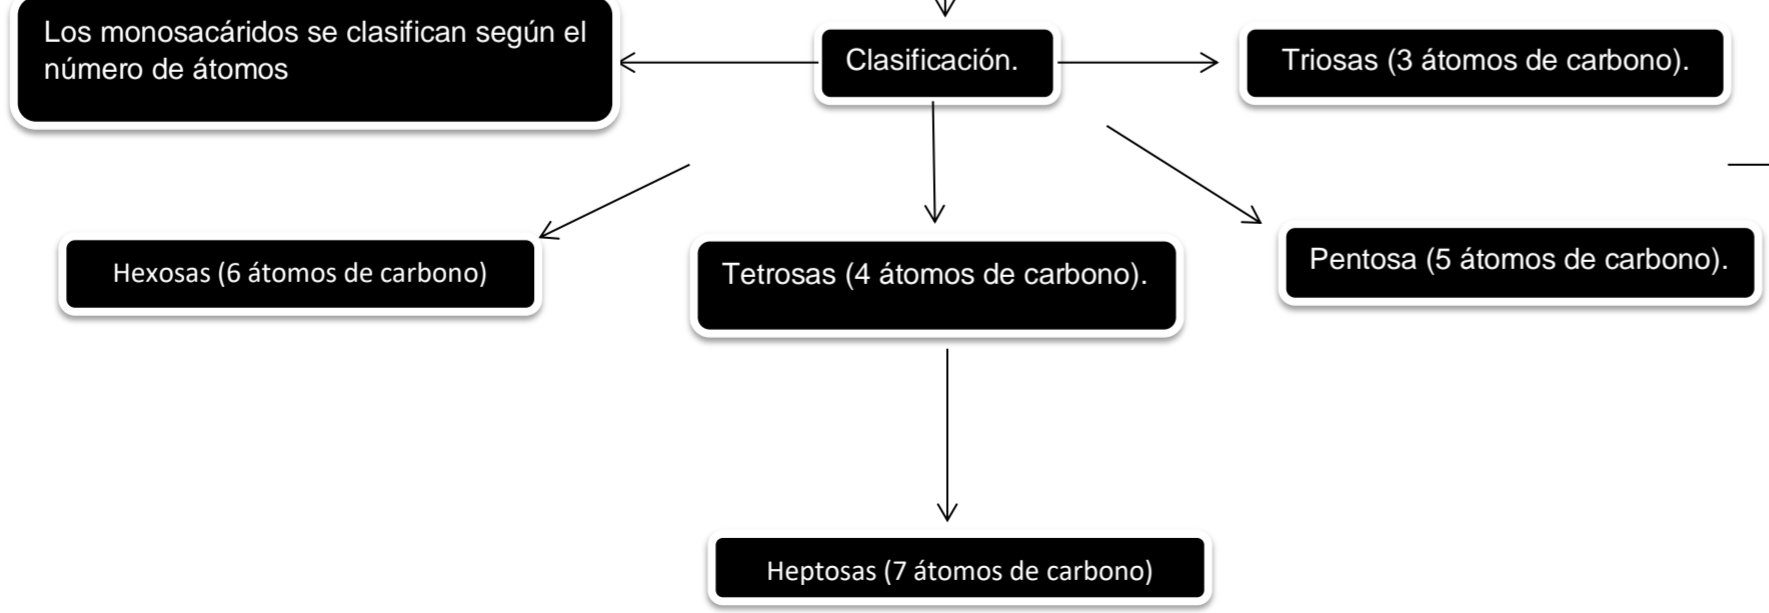 Los monosacáridos se clasifican según el
número de átomos
Clasificación.
Triosas (3 átomos de carbono).
Hexosas (6 átomos de carbono)
Tetrosas (4 átomos de carbono).
Pentosa (5 átomos de carbono).
Heptosas (7 átomos de carbono)